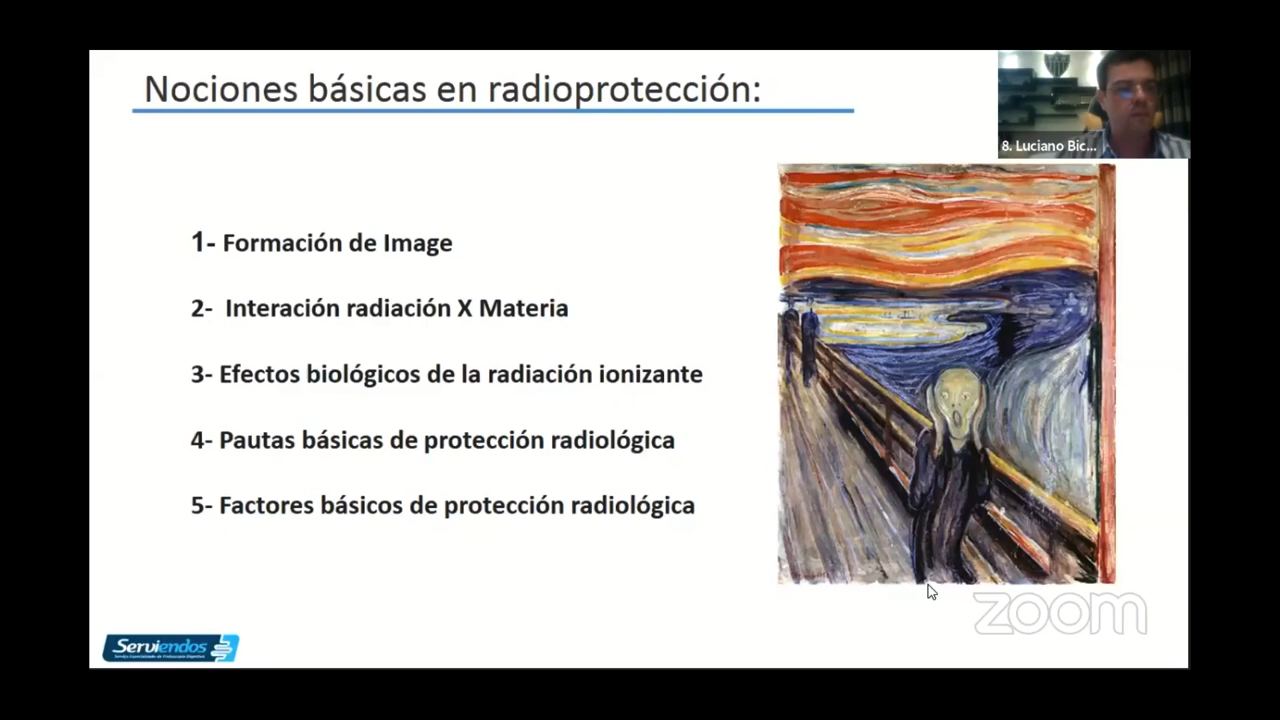 Nociones básicas en radioprotección:
8. Luciano Bic...
1- Formación de Image
2- Interación radiación X Materia
3- Efectos biológicos de la radiación ionizante
4- Pautas básicas de protección radiológica
5- Factores básicos de protección radiológica
zoom
Serviendos